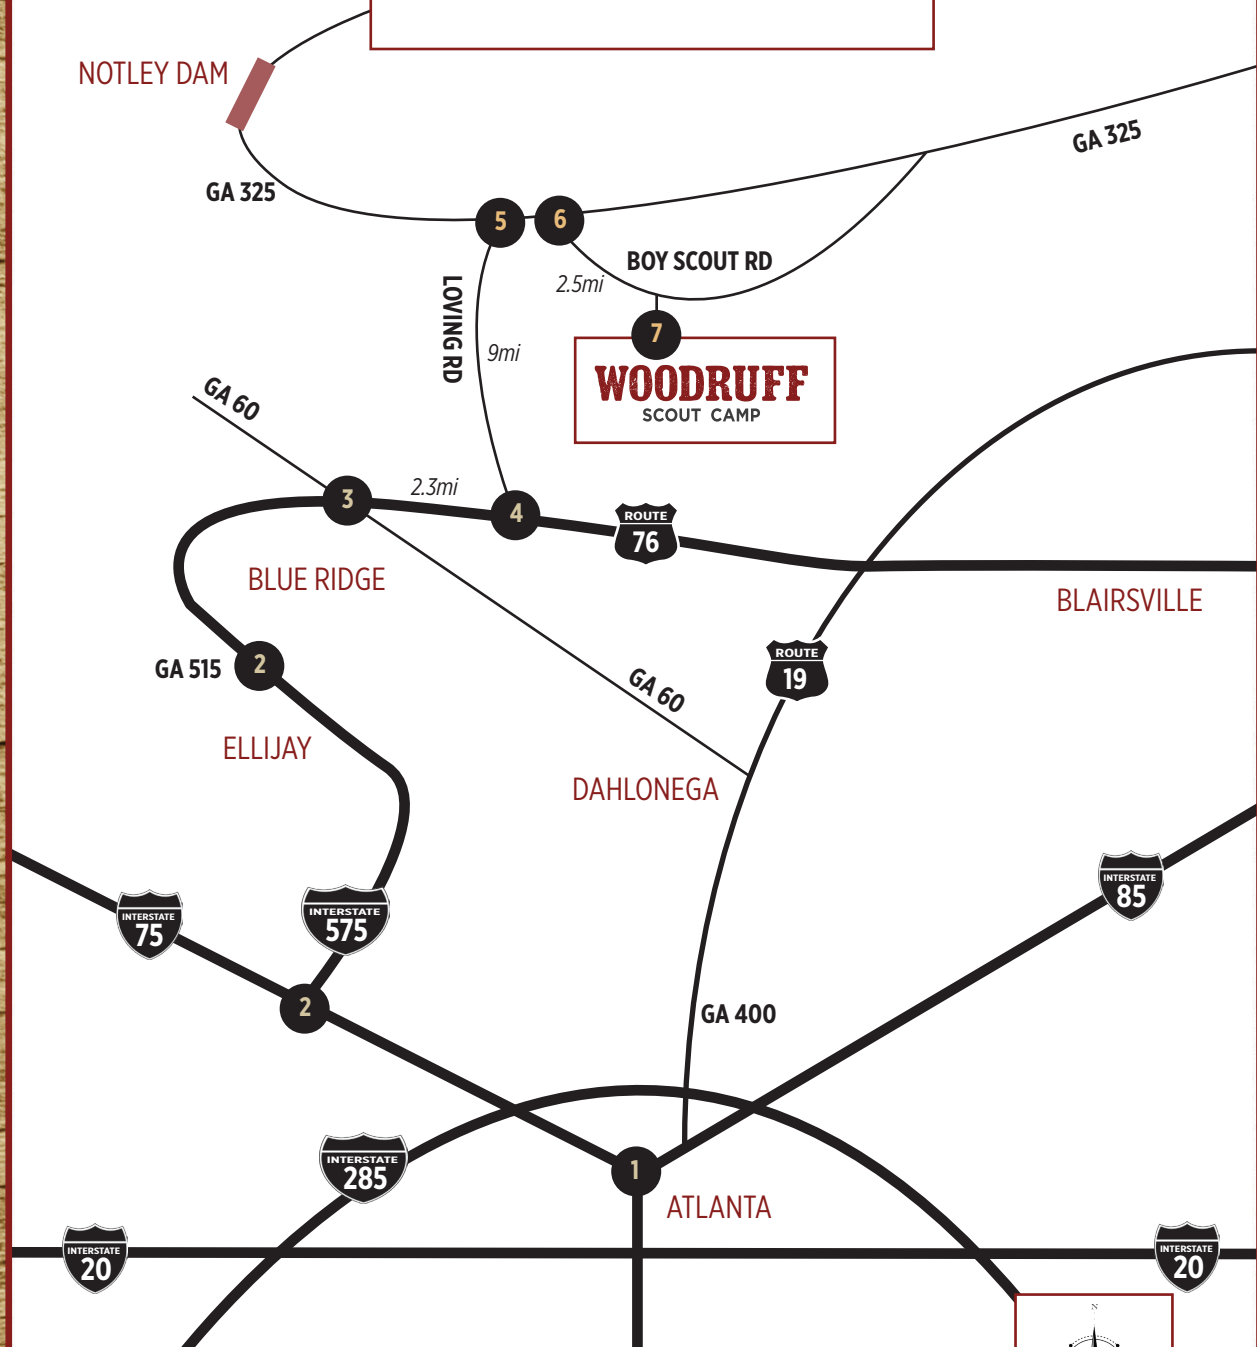 NOTLEY DAM
GA 325
GA 325
5
6
BOY SCOUT RD
2.5mi
LOVING RD
9mi
7
WOODRUFF
SCOUT CAMP
GA 60
3
2.3mi
4
ROUTE
76
BLUE RIDGE
BLAIRSVILLE
GA 515
2
ROUTE
19
GA 60
ELLIJAY
DAHLONEGA
INTERSTATE
75
INTERSTATE
575
INTERSTATE
85
2
GA 400
INTERSTATE
285
1
ATLANTA
INTERSTATE
20
INTERSTATE
20
N